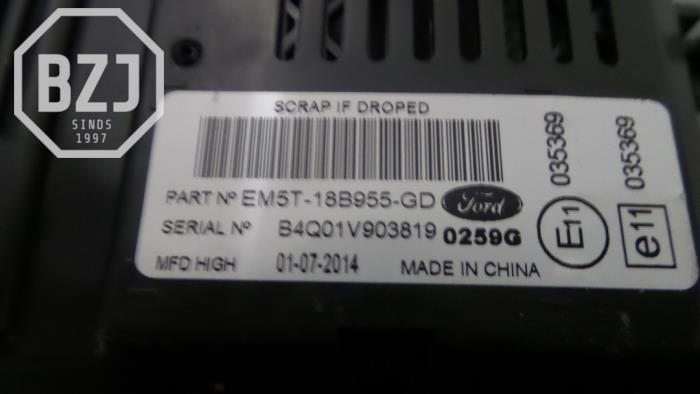 BZJ
SINDS
1997
SCRAP IF DROPED
PART Nº EM5T-18B955-GD Ford
SERIAL Nº B4Q01V903819 0259G
MFD HIGH 01-07-2014 MADE IN CHINA
E11
035369
e11
035369